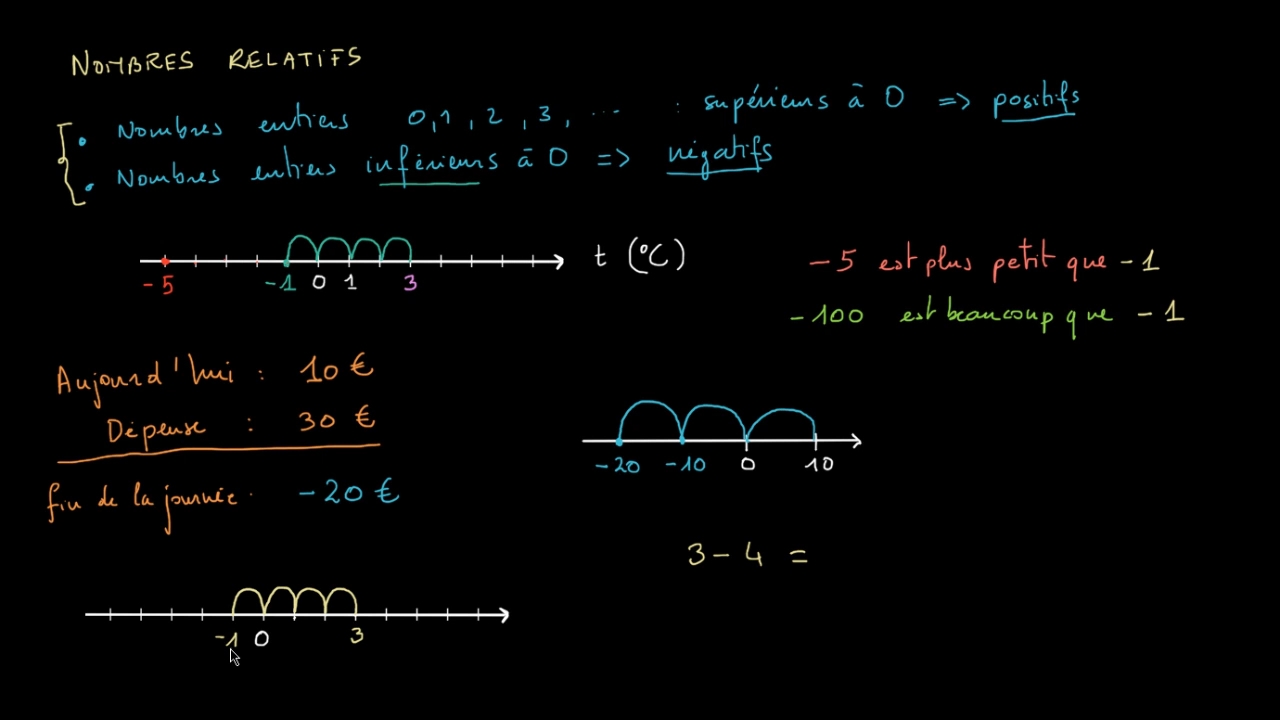 NOMBRES RELATIFS
• Nombres entiers 0, 1, 2, 3, ... : supérieurs à 0 => positifs
• Nombres entiers inférieurs à 0 => négatifs
-5 -1 0 1 3 t (°C)
-5 est plus petit que -1
-100 est beaucoup que -1
Aujourd'hui : 10 €
Dépense : 30 €
fin de la journée. -20 €
-20 -10 0 10
3 - 4 =
-1 0 3